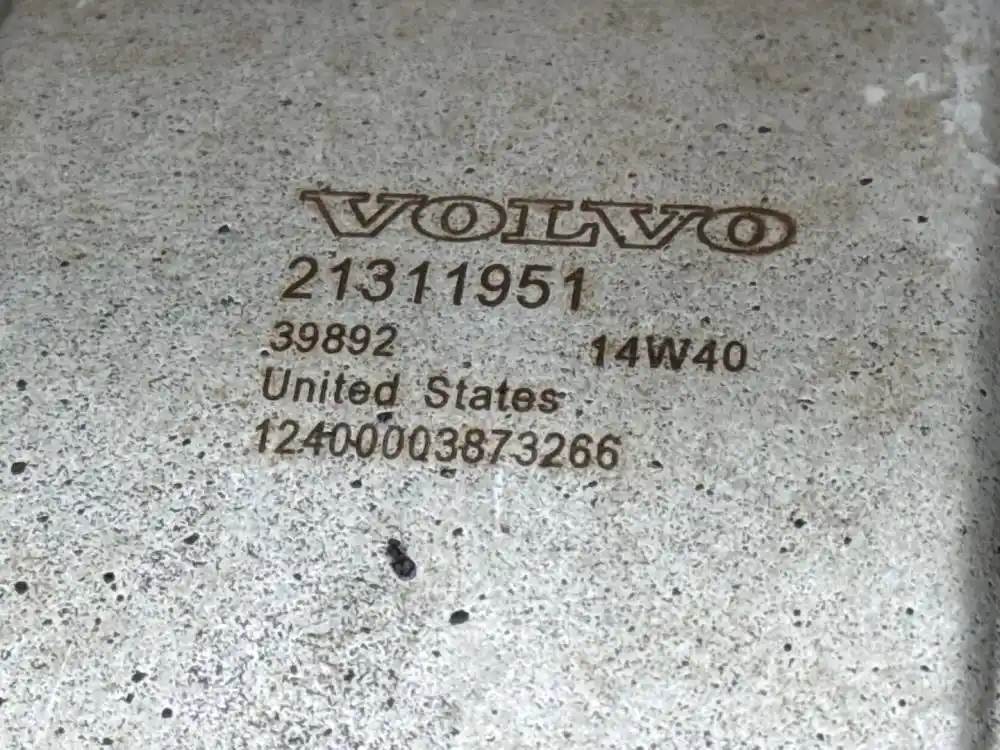 VOLVO
21311951
39892 14W40
United States
12400003873266